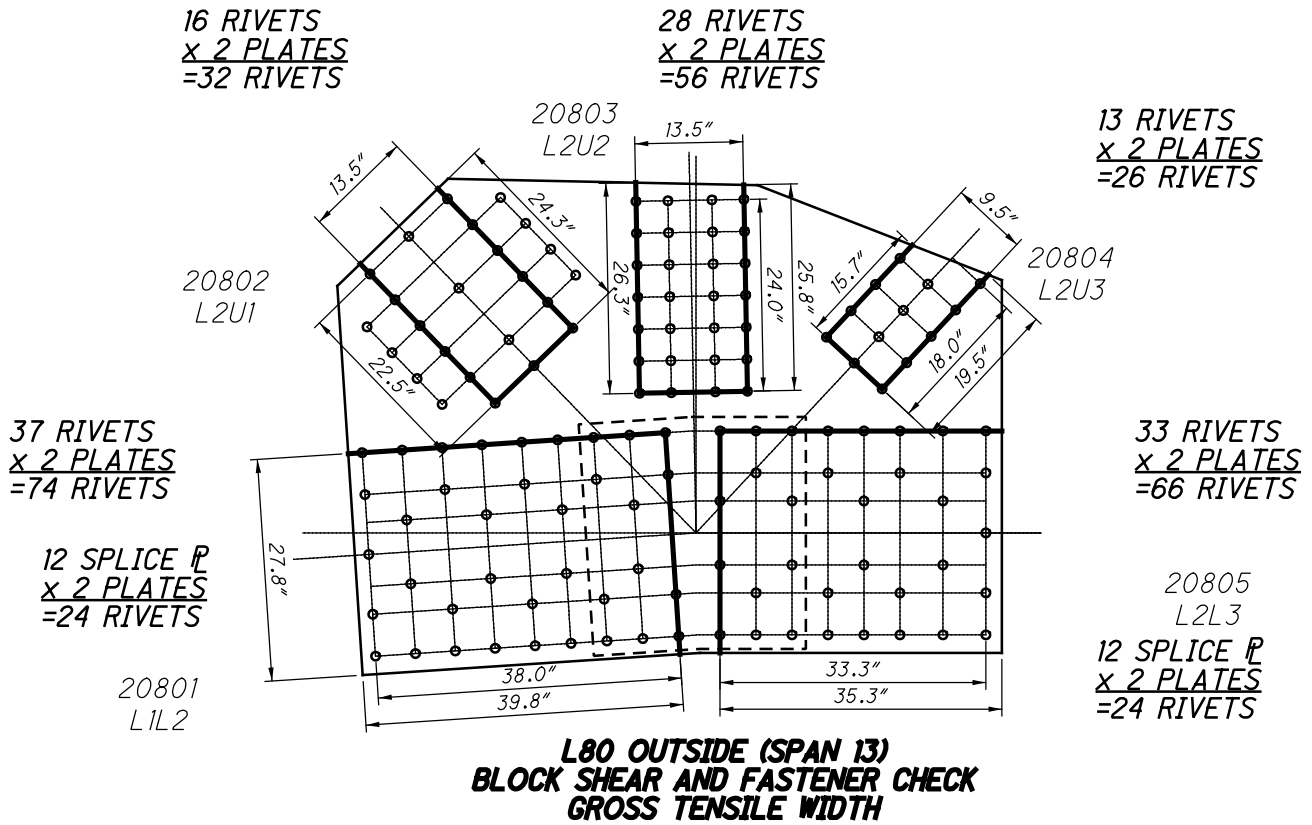 16 RIVETS
x 2 PLATES
=32 RIVETS
28 RIVETS
x 2 PLATES
=56 RIVETS
13 RIVETS
x 2 PLATES
=26 RIVETS
20803
L2U2
13.5"
13.5"
24.3"
9.5"
20802
L2U1
26.3"
24.0"
25.8"
15.7"
20804
L2U3
22.5"
18.0"
19.5"
37 RIVETS
x 2 PLATES
=74 RIVETS
33 RIVETS
x 2 PLATES
=66 RIVETS
12 SPLICE ⅊
x 2 PLATES
=24 RIVETS
27.8"
20805
L2L3
12 SPLICE ⅊
x 2 PLATES
=24 RIVETS
20801
L1L2
38.0"
39.8"
33.3"
35.3"
L80 OUTSIDE (SPAN 13)
BLOCK SHEAR AND FASTENER CHECK
GROSS TENSILE WIDTH